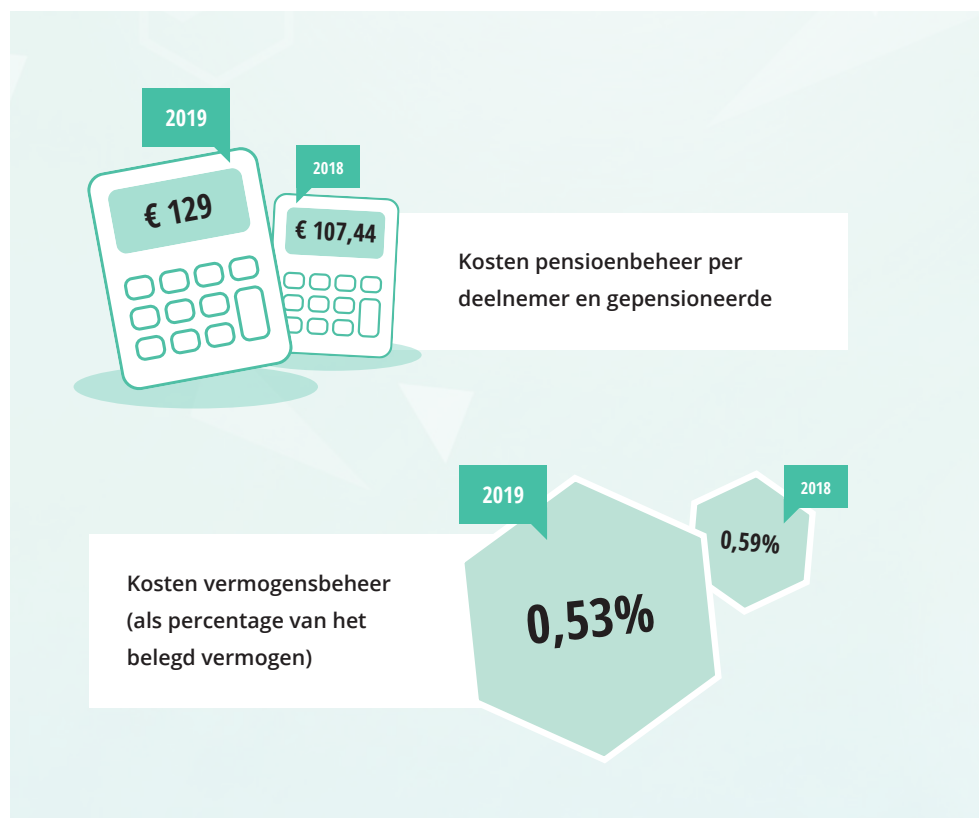 2019
2018
€ 129
€ 107,44
Kosten pensioenbeheer per
deelnemer en gepensioneerde
2019
2018
0,59%
0,53%
Kosten vermogensbeheer
(als percentage van het
belegd vermogen)